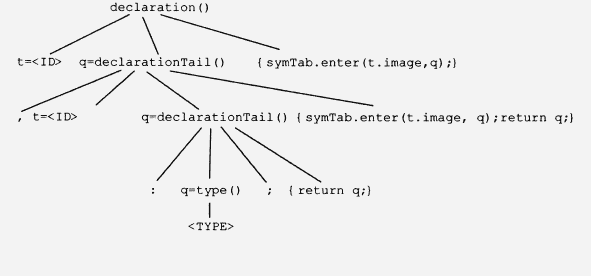 declaration()
t=<ID> q=declarationTail() {symTab.enter(t.image,q);}
, t=<ID> q=declarationTail() {symTab.enter(t.image, q);return q;}
: q=type() ; {return q;}
<TYPE>